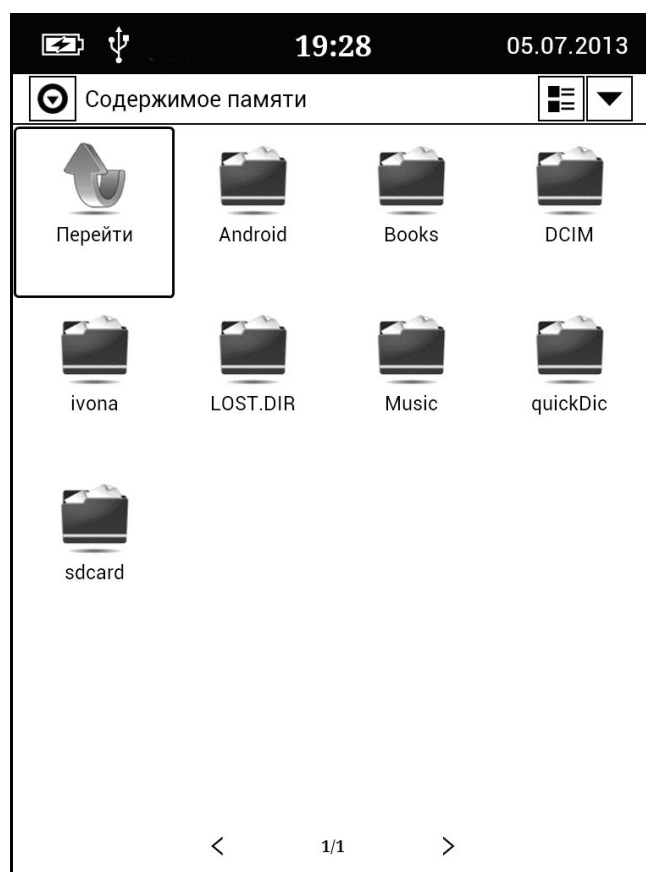 19:28 05.07.2013
Содержимое памяти
Перейти Android Books DCIM
ivona LOST.DIR Music quickDic
sdcard
1/1